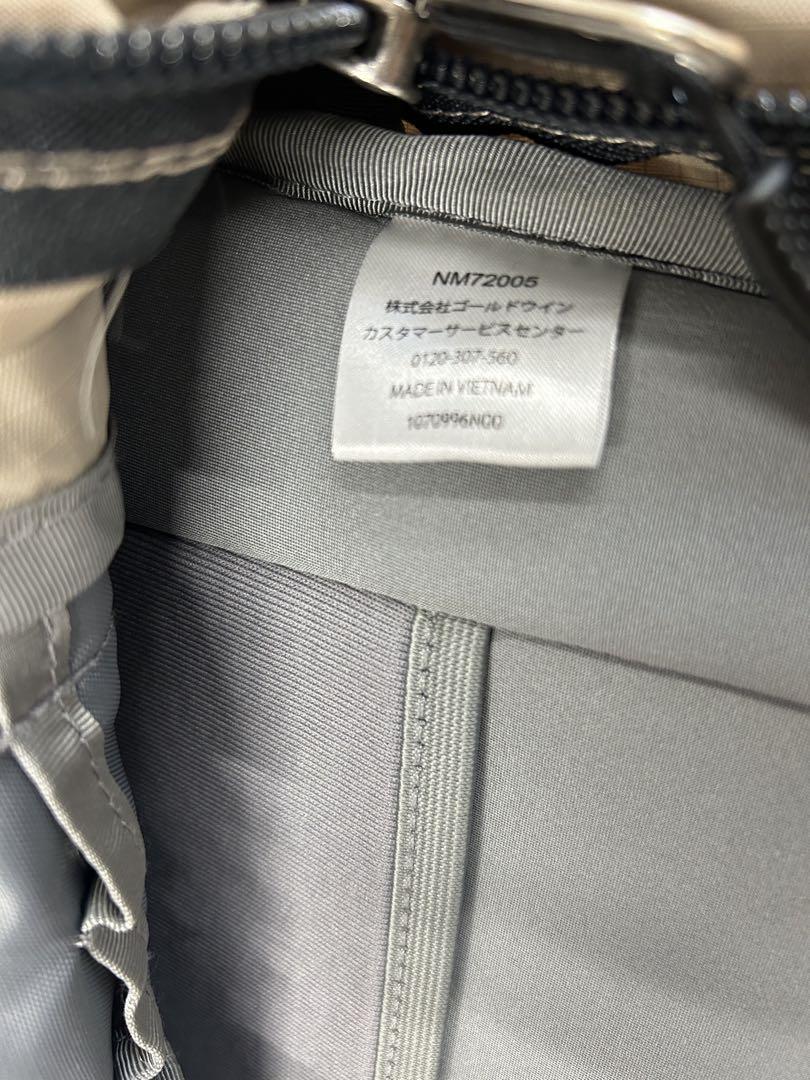 NM72005
株式会社ゴールドウイン
カスタマーサービスセンター
0120-307-560
MADE IN VIETNAM
1070996N00